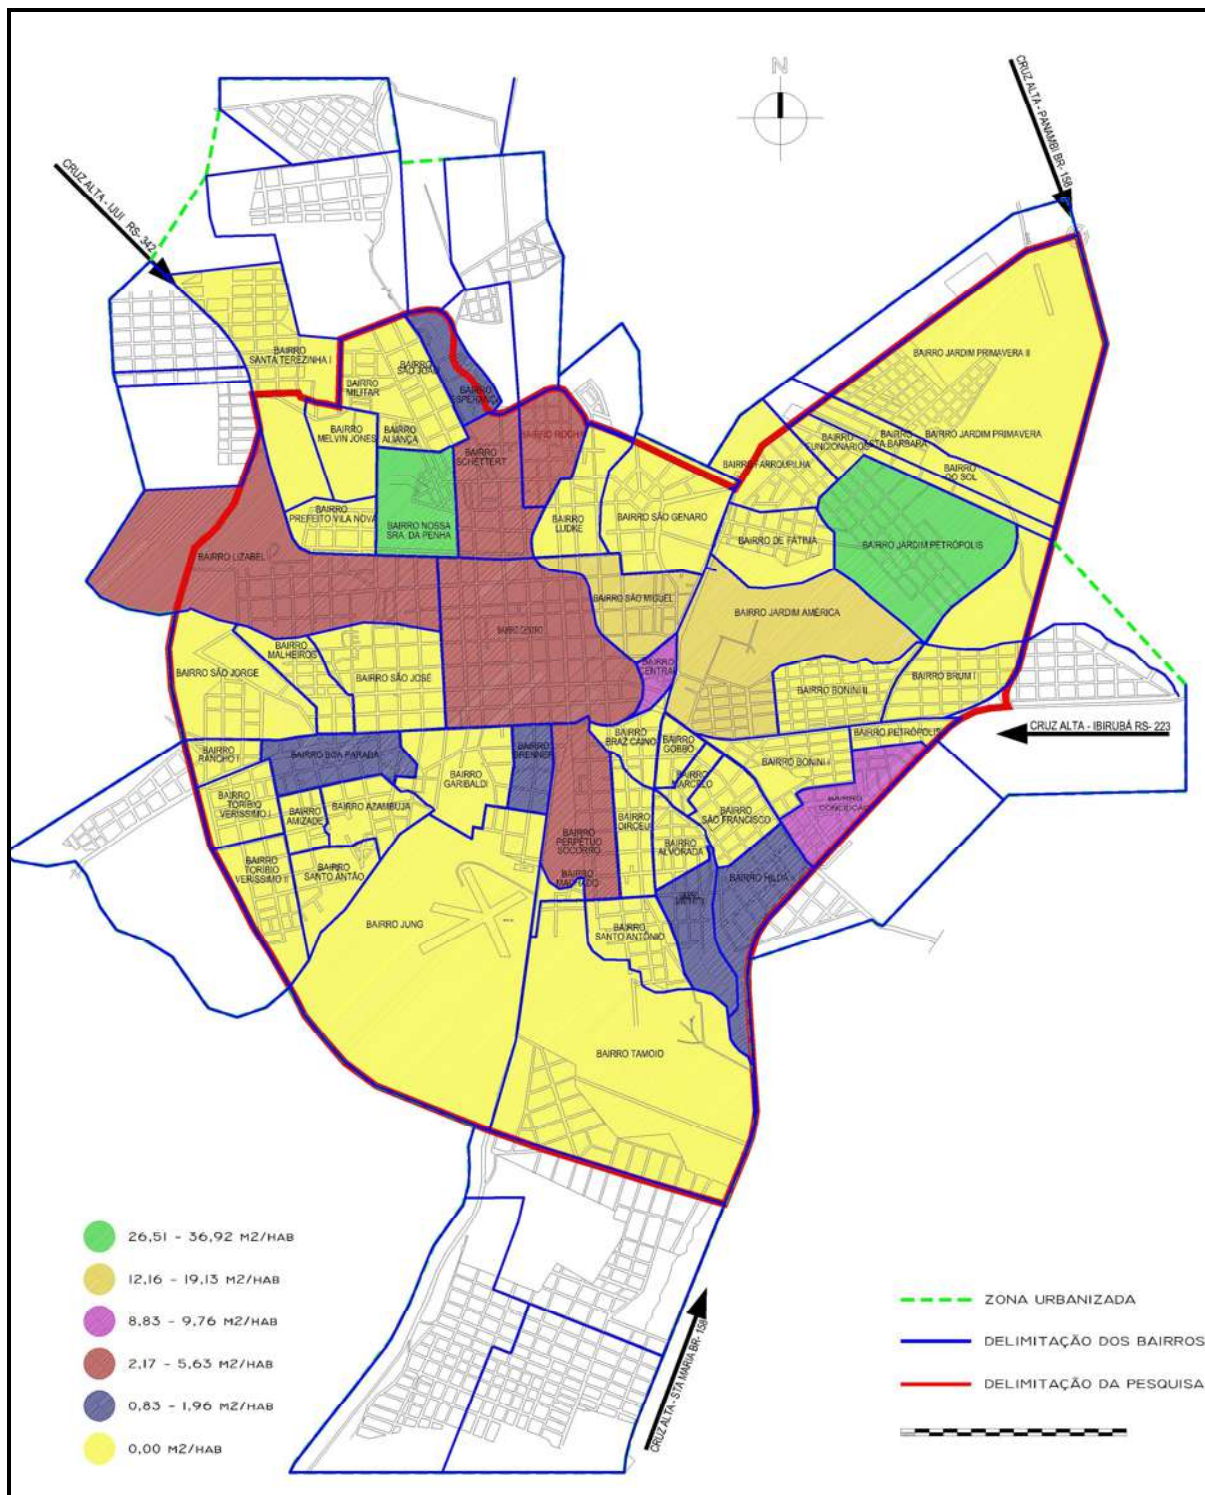 N
CRUZ ALTA - PANAMBI BR- 158
CRUZ ALTA - IJUI RS- 342
BAIRRO
SANTA TEREZINHA I
BAIRRO
MILITAR
BAIRRO
SÃO JOÃO
BAIRRO
ESPERANÇA
BAIRRO JARDIM PRIMAVERA II
BAIRRO
MELVIN JONES
BAIRRO
ALIANÇA
BAIRRO
SCHETTERT
BAIRRO ROCHA
BAIRRO
FUNCIONARIOS
BAIRRO
STA BARBARA
BAIRRO JARDIM PRIMAVERA
BAIRRO FARROUPILHA
BAIRRO
DO SOL
BAIRRO
PREFEITO VILA NOVA
BAIRRO NOSSA
SRA. DA PENHA
BAIRRO
LUDKE
BAIRRO SÃO GENARO
BAIRRO DE FÁTIMA
BAIRRO JARDIM PETRÓPOLIS
BAIRRO LIZABEL
BAIRRO SÃO MIGUEL
BAIRRO JARDIM AMÉRICA
BAIRRO CENTRO
BAIRRO
MALHEIROS
BAIRRO SÃO JORGE
BAIRRO SÃO JOSÉ
BAIRRO
CENTRAL
BAIRRO BONINI II
BAIRRO BRUM I
CRUZ ALTA - IBIRUBÁ RS- 223
BAIRRO
RANCHO I
BAIRRO BOA PARADA
BAIRRO
BRENNER
BAIRRO
BRAZ CAINO
BAIRRO
GOBBO
BAIRRO PETRÓPOLIS
BAIRRO
GARIBALDI
BAIRRO
MARCELO
BAIRRO BONINI I
BAIRRO
TORÍBIO
VERISSIMO I
BAIRRO
AMIZADE
BAIRRO AZAMBUJA
BAIRRO
CONCEIÇÃO
BAIRRO
DIRCEU
BAIRRO
SÃO FRANCISCO
BAIRRO
PERPÉTUO
SOCORRO
BAIRRO
ALVORADA
BAIRRO
TORÍBIO
VERISSIMO II
BAIRRO
SANTO ANTÃO
BAIRRO
MACHADO
BAIRRO HILDA
BAIRRO JUNG
BAIRRO
SANTO ANTÔNIO
BAIRRO TAMOIO
26,51 - 36,92 M2/HAB
12,16 - 19,13 M2/HAB
8,83 - 9,76 M2/HAB
2,17 - 5,63 M2/HAB
0,83 - 1,96 M2/HAB
0,00 M2/HAB
CRUZ ALTA - STA MARIA BR- 158
ZONA URBANIZADA
DELIMITAÇÃO DOS BAIRROS
DELIMITAÇÃO DA PESQUISA